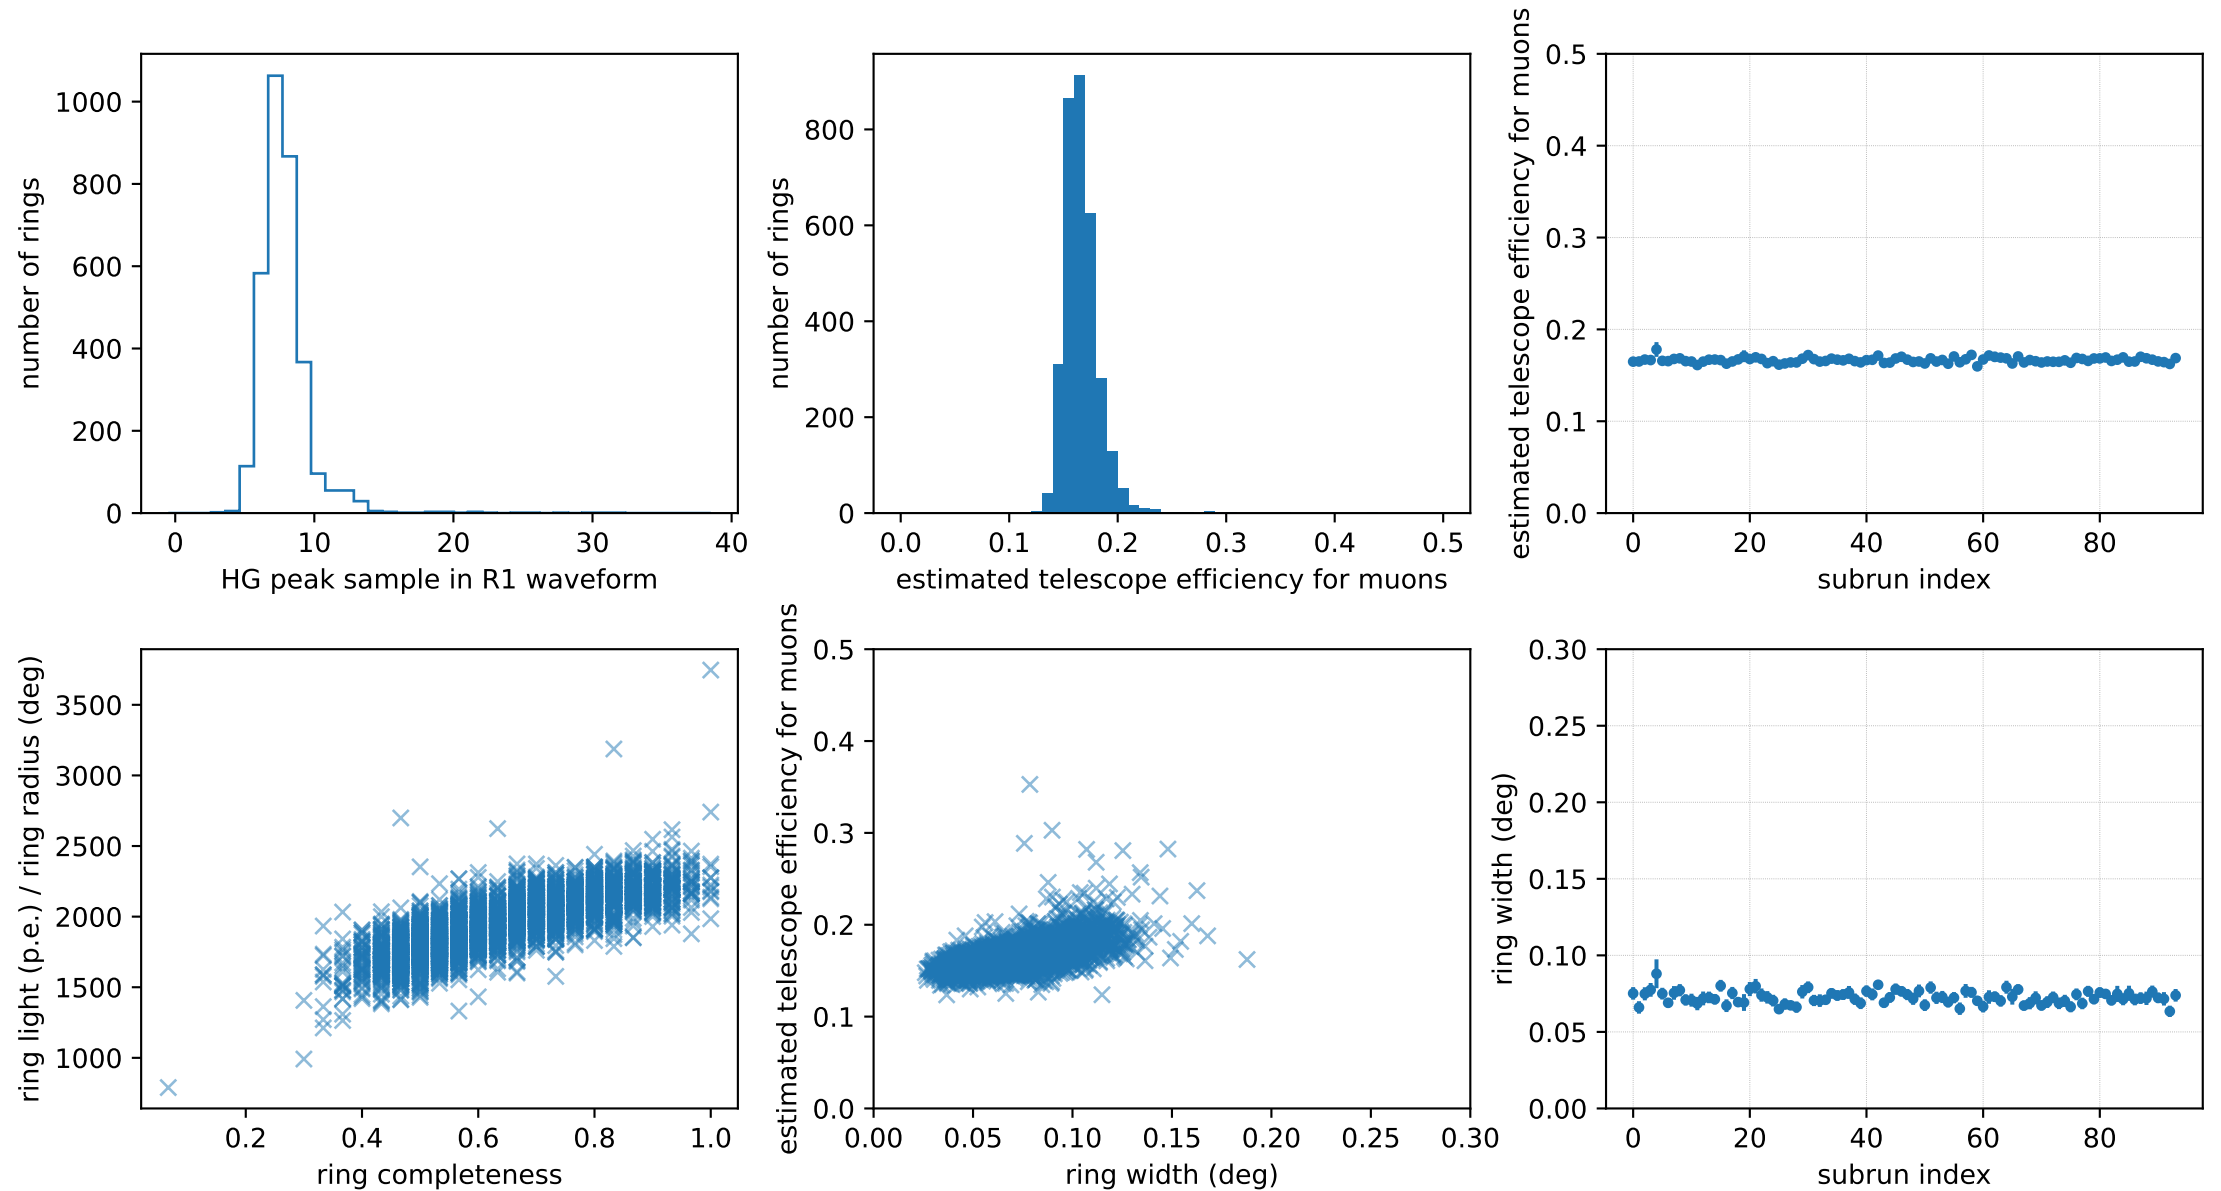 1000
800
600
400
200
0
number of rings
0 10 20 30 40
HG peak sample in R1 waveform
800
600
400
200
0
number of rings
0.0 0.1 0.2 0.3 0.4 0.5
estimated telescope efficiency for muons
0.5
0.4
0.3
0.2
0.1
0.0
estimated telescope efficiency for muons
0 20 40 60 80
subrun index
3500
3000
2500
2000
1500
1000
ring light (p.e.) / ring radius (deg)
0.2 0.4 0.6 0.8 1.0
ring completeness
0.5
0.4
0.3
0.2
0.1
0.0
estimated telescope efficiency for muons
0.00 0.05 0.10 0.15 0.20 0.25 0.30
ring width (deg)
0.30
0.25
0.20
0.15
0.10
0.05
0.00
ring width (deg)
0 20 40 60 80
subrun index